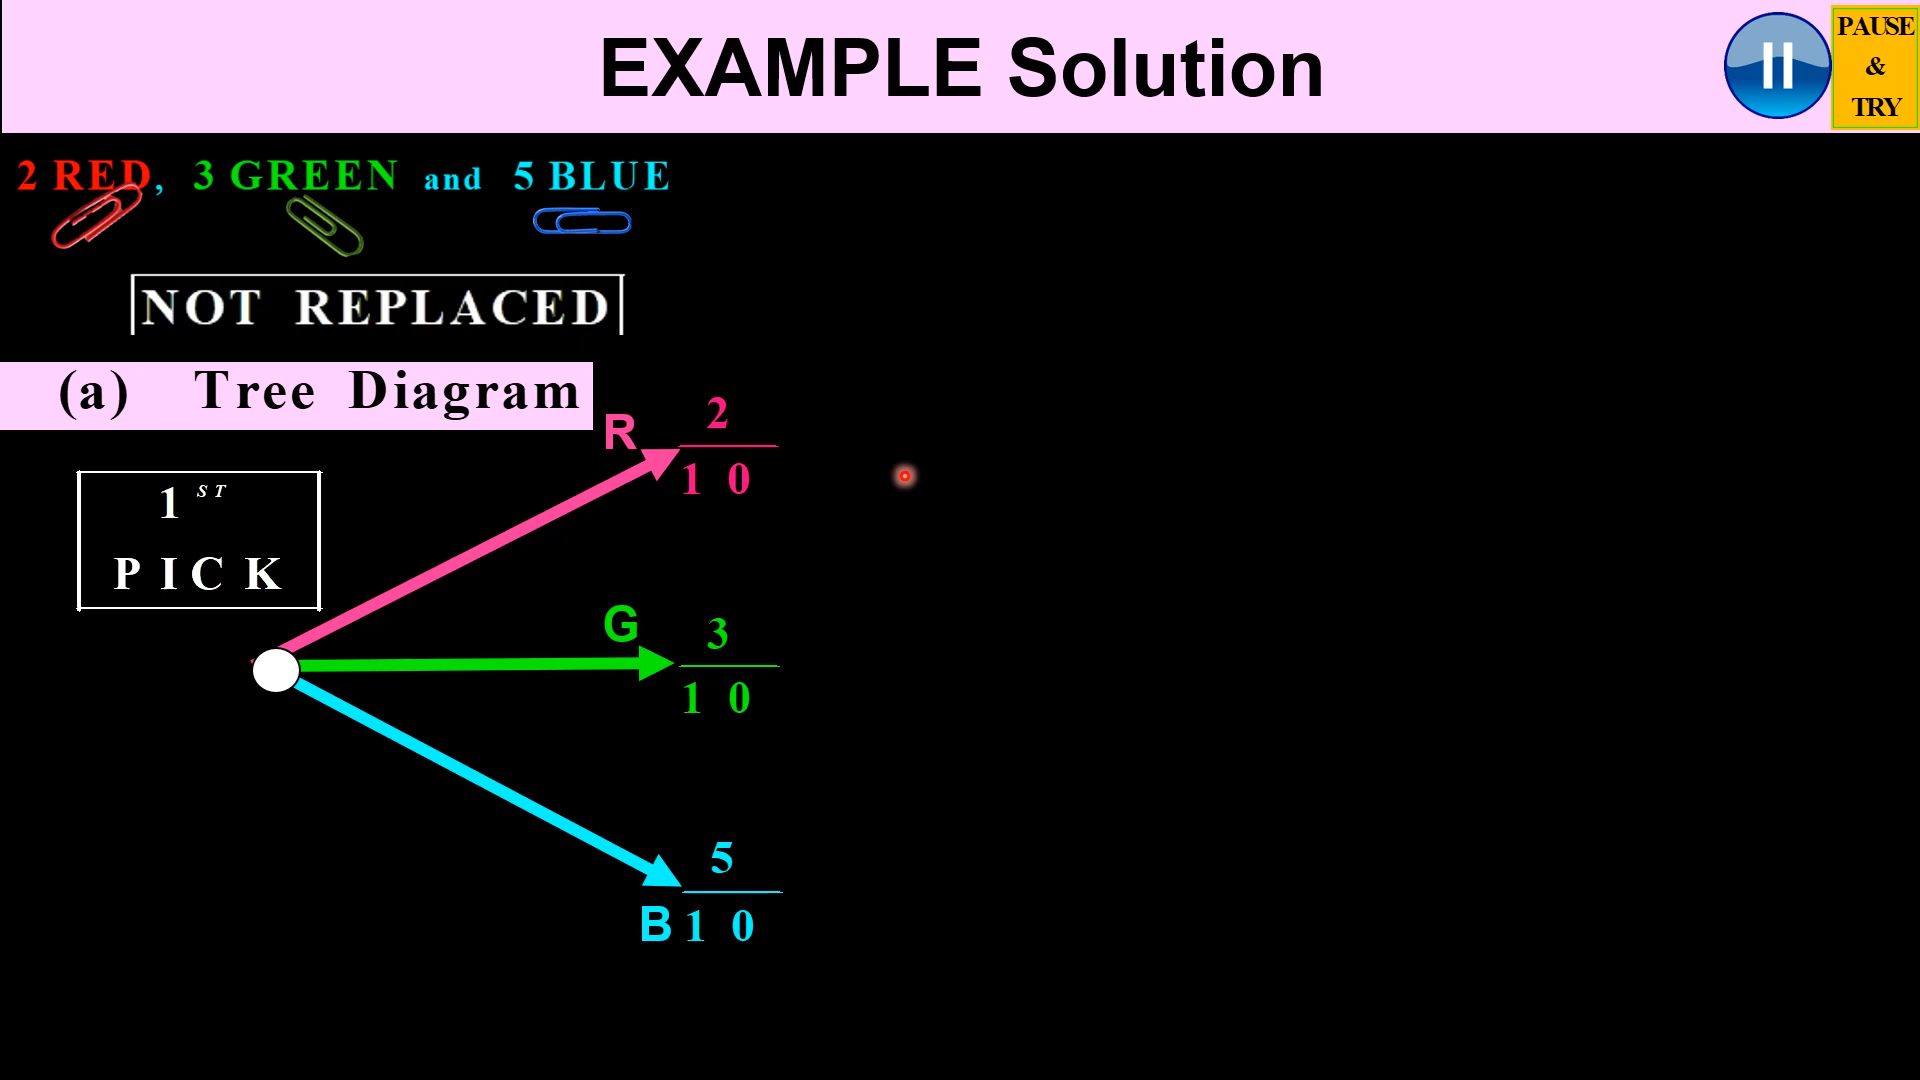 EXAMPLE Solution
PAUSE
&
TRY
2 RED, 3 GREEN and 5 BLUE
NOT REPLACED
(a) Tree Diagram
1ST
PICK
R
2
10
G
3
10
5
B
10